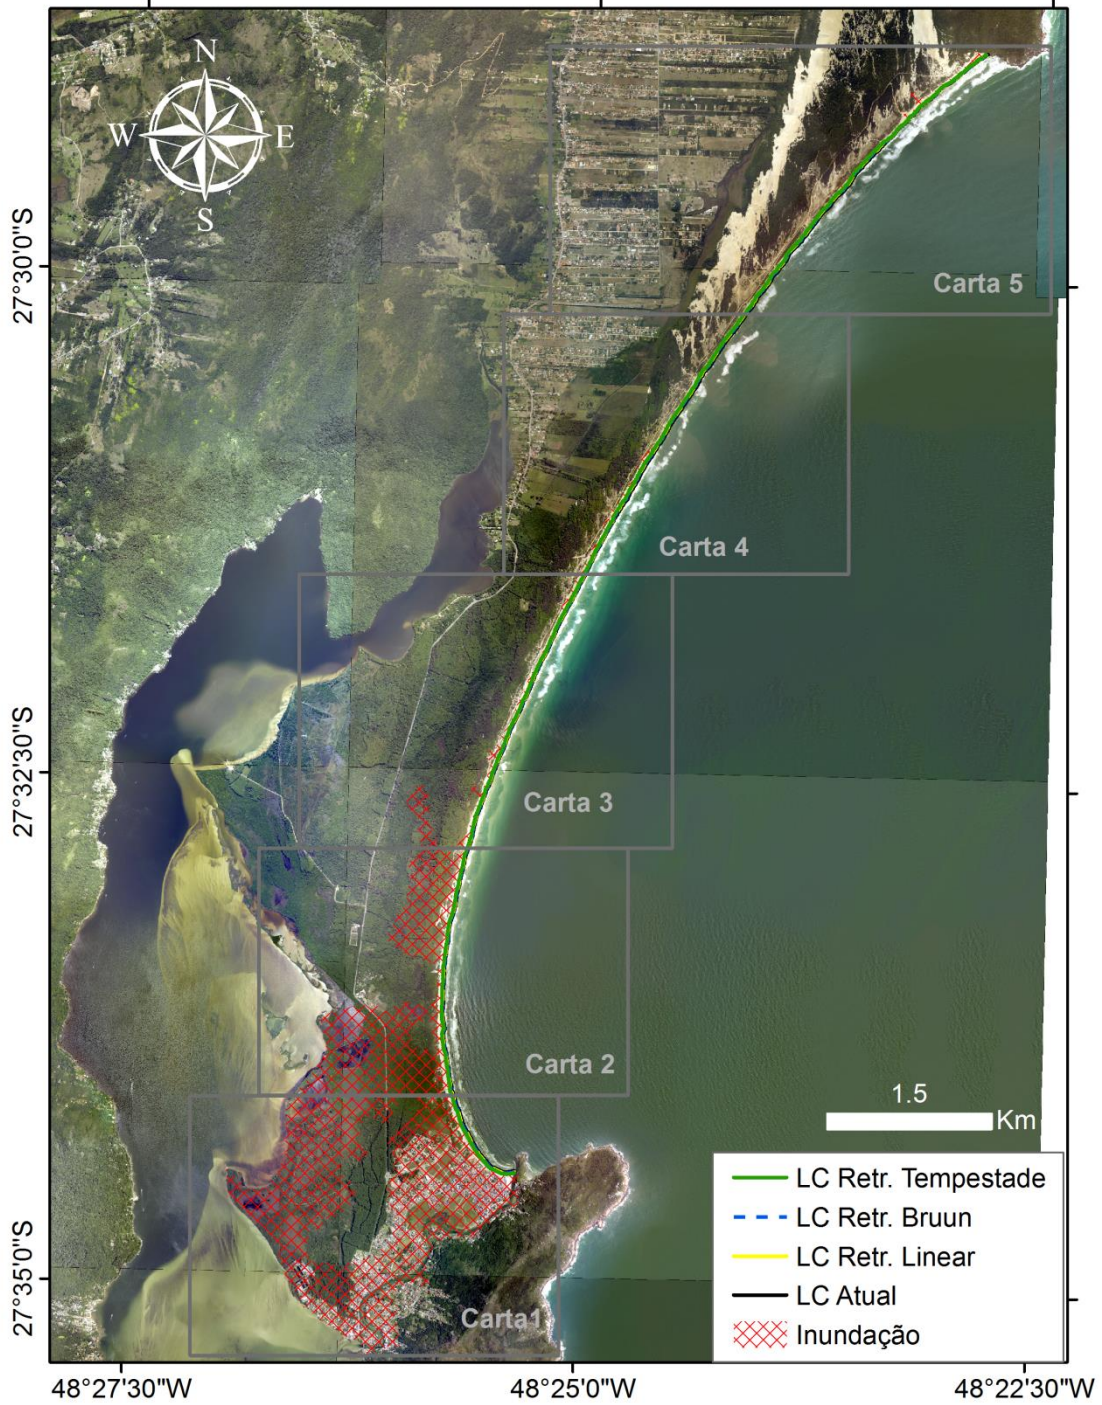 N
W E
S
27°30'0"S
Carta 5
Carta 4
27°32'30"S
Carta 3
Carta 2
1.5
Km
LC Retr. Tempestade
LC Retr. Bruun
LC Retr. Linear
LC Atual
Inundação
27°35'0"S
Carta1
48°27'30"W 48°25'0"W 48°22'30"W